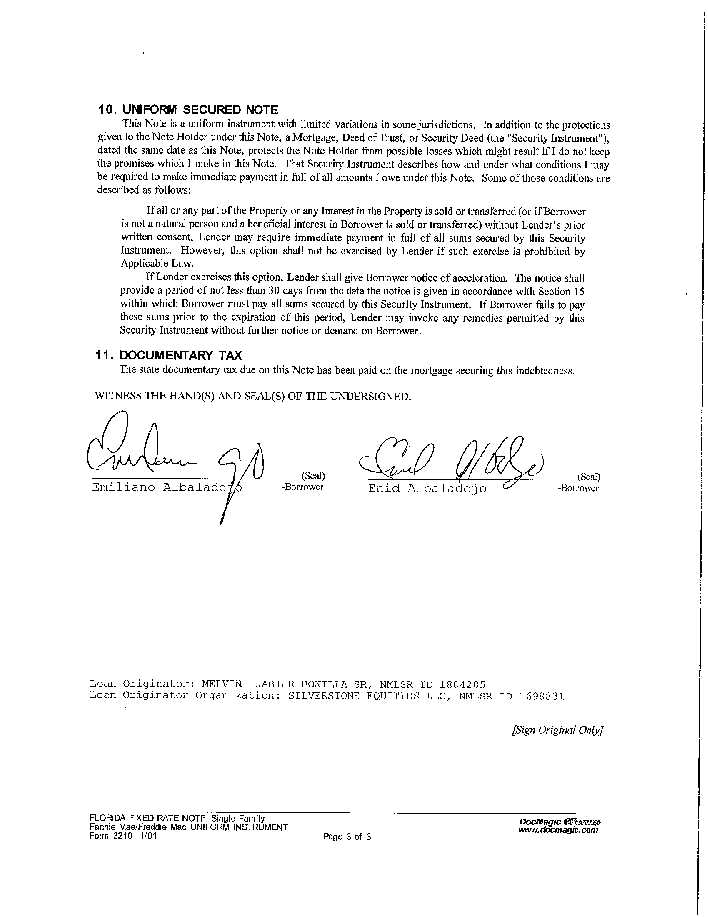 10. UNIFORM SECURED NOTE
This Note is a uniform instrument with limited variations in some jurisdictions. In addition to the protections
given to the Note Holder under this Note, a Mortgage, Deed of Trust, or Security Deed (the "Security Instrument"),
dated the same date as this Note, protects the Note Holder from possible losses which might result if I do not keep
the promises which I make in this Note. That Security Instrument describes how and under what conditions I may
be required to make immediate payment in full of all amounts I owe under this Note. Some of those conditions are
described as follows:
If all or any part of the Property or any Interest in the Property is sold or transferred (or if Borrower
is not a natural person and a beneficial interest in Borrower is sold or transferred) without Lender's prior
written consent, Lender may require immediate payment in full of all sums secured by this Security
Instrument. However, this option shall not be exercised by Lender if such exercise is prohibited by
Applicable Law.
If Lender exercises this option, Lender shall give Borrower notice of acceleration. The notice shall
provide a period of not less than 30 days from the date the notice is given in accordance with Section 15
within which Borrower must pay all sums secured by this Security Instrument. If Borrower fails to pay
these sums prior to the expiration of this period, Lender may invoke any remedies permitted by this
Security Instrument without further notice or demand on Borrower.
11. DOCUMENTARY TAX
The state documentary tax due on this Note has been paid on the mortgage securing this indebtedness.
WITNESS THE HAND(S) AND SEAL(S) OF THE UNDERSIGNED.
(Seal) (Seal)
Emiliano Albaladejo -Borrower Enid Albaladejo -Borrower
Loan Originator: MELVIN BONILLA SR, NMLSR ID 1804205
Loan Originator Organization: SILVERSTONE EQUITIES LLC, NMLSR ID
[Sign Original Only]
FLORIDA FIXED RATE NOTE Single Family
Fannie Mae/Freddie Mac UNIFORM INSTRUMENT
Form 3210 1/01 Page 3 of 3
DocMagic
www.docmagic.com